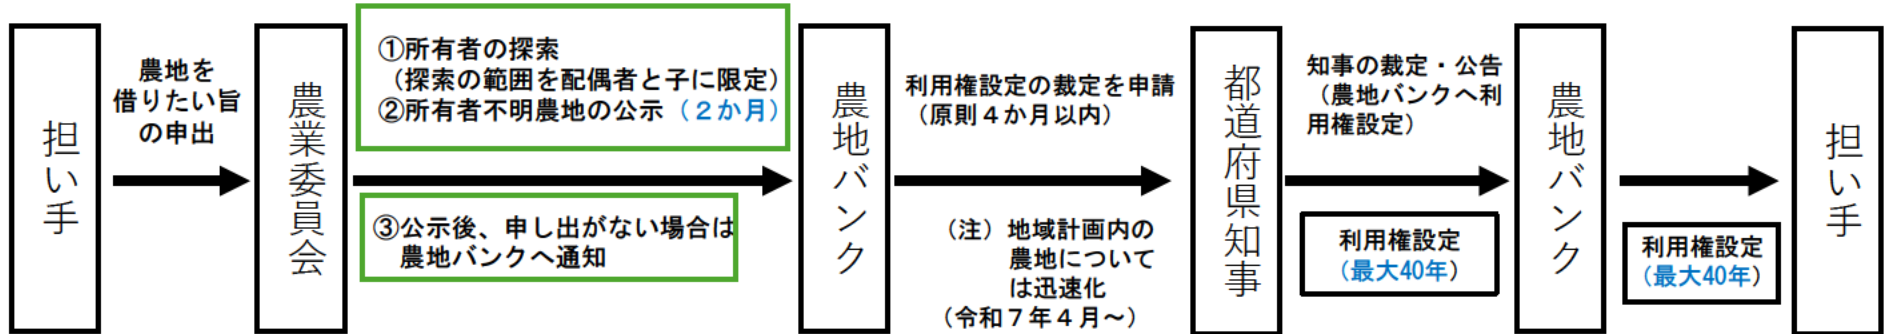 担い手
農地を
借りたい旨
の申出
農業委員会
①所有者の探索
（探索の範囲を配偶者と子に限定）
②所有者不明農地の公示（２か月）
③公示後、申し出がない場合は
農地バンクへ通知
農地バンク
利用権設定の裁定を申請
（原則４か月以内）
（注）地域計画内の
農地について
は迅速化
（令和７年４月～）
都道府県知事
知事の裁定・公告
（農地バンクへ利
用権設定）
利用権設定
（最大40年）
農地バンク
利用権設定
（最大40年）
担い手